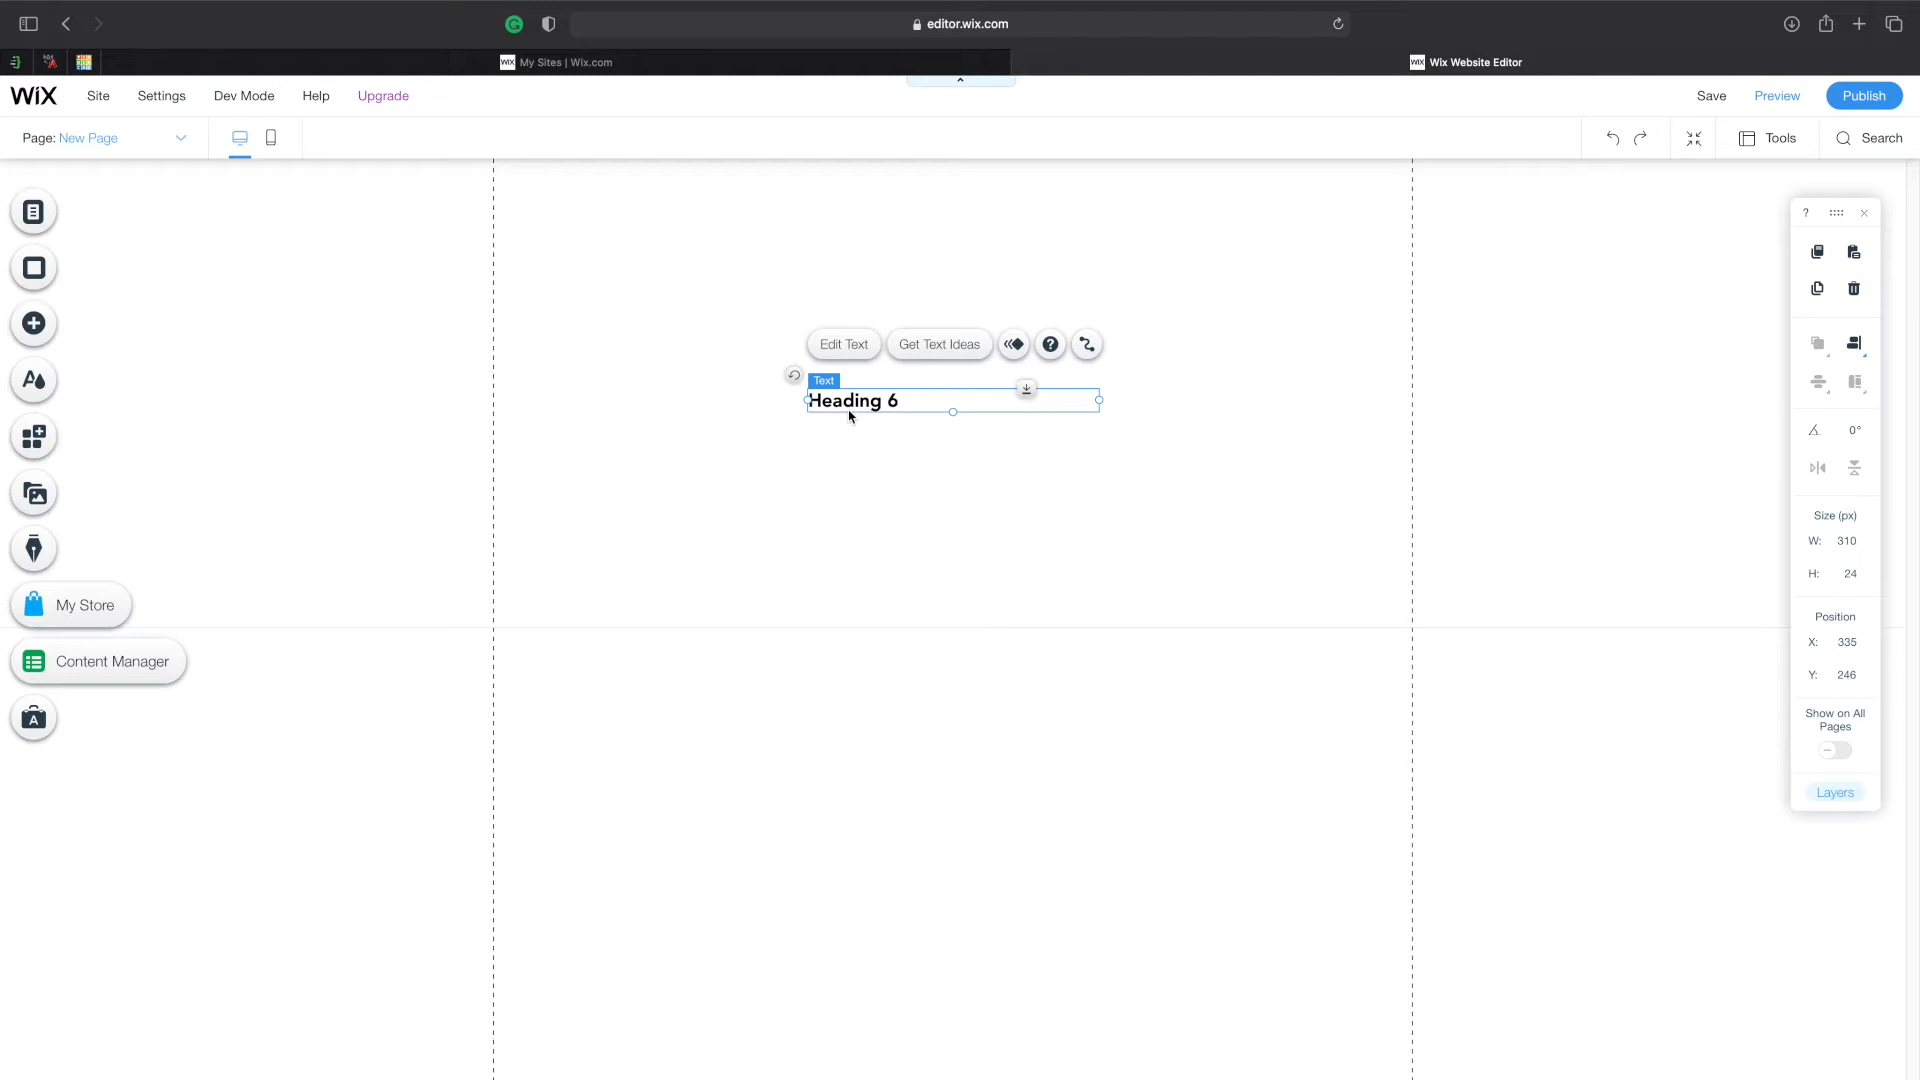 editor.wix.com
WIX My Sites | Wix.com
WIX Wix Website Editor
WiX Site Settings Dev Mode Help Upgrade Save Preview Publish
Page: New Page Tools Search
Edit Text Get Text Ideas ?
Text
Heading 6
My Store
Content Manager
A
?
0°
Size (px)
W: 310
H: 24
Position
X: 335
Y: 246
Show on All
Pages
Layers